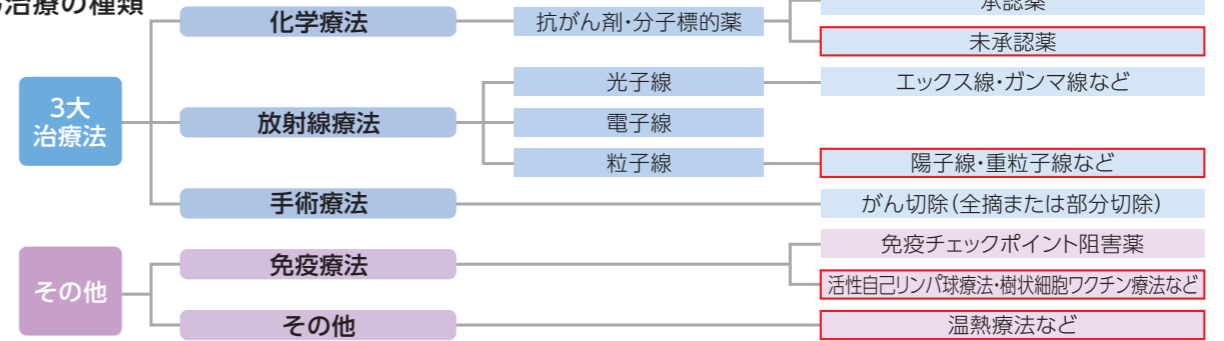 治療の種類
化学療法
抗がん剤・分子標的薬
承認薬
未承認薬
3大
治療法
放射線療法
光子線
エックス線・ガンマ線など
電子線
粒子線
陽子線・重粒子線など
手術療法
がん切除(全摘または部分切除)
その他
免疫療法
免疫チェックポイント阻害薬
活性自己リンパ球療法・樹状細胞ワクチン療法など
その他
温熱療法など